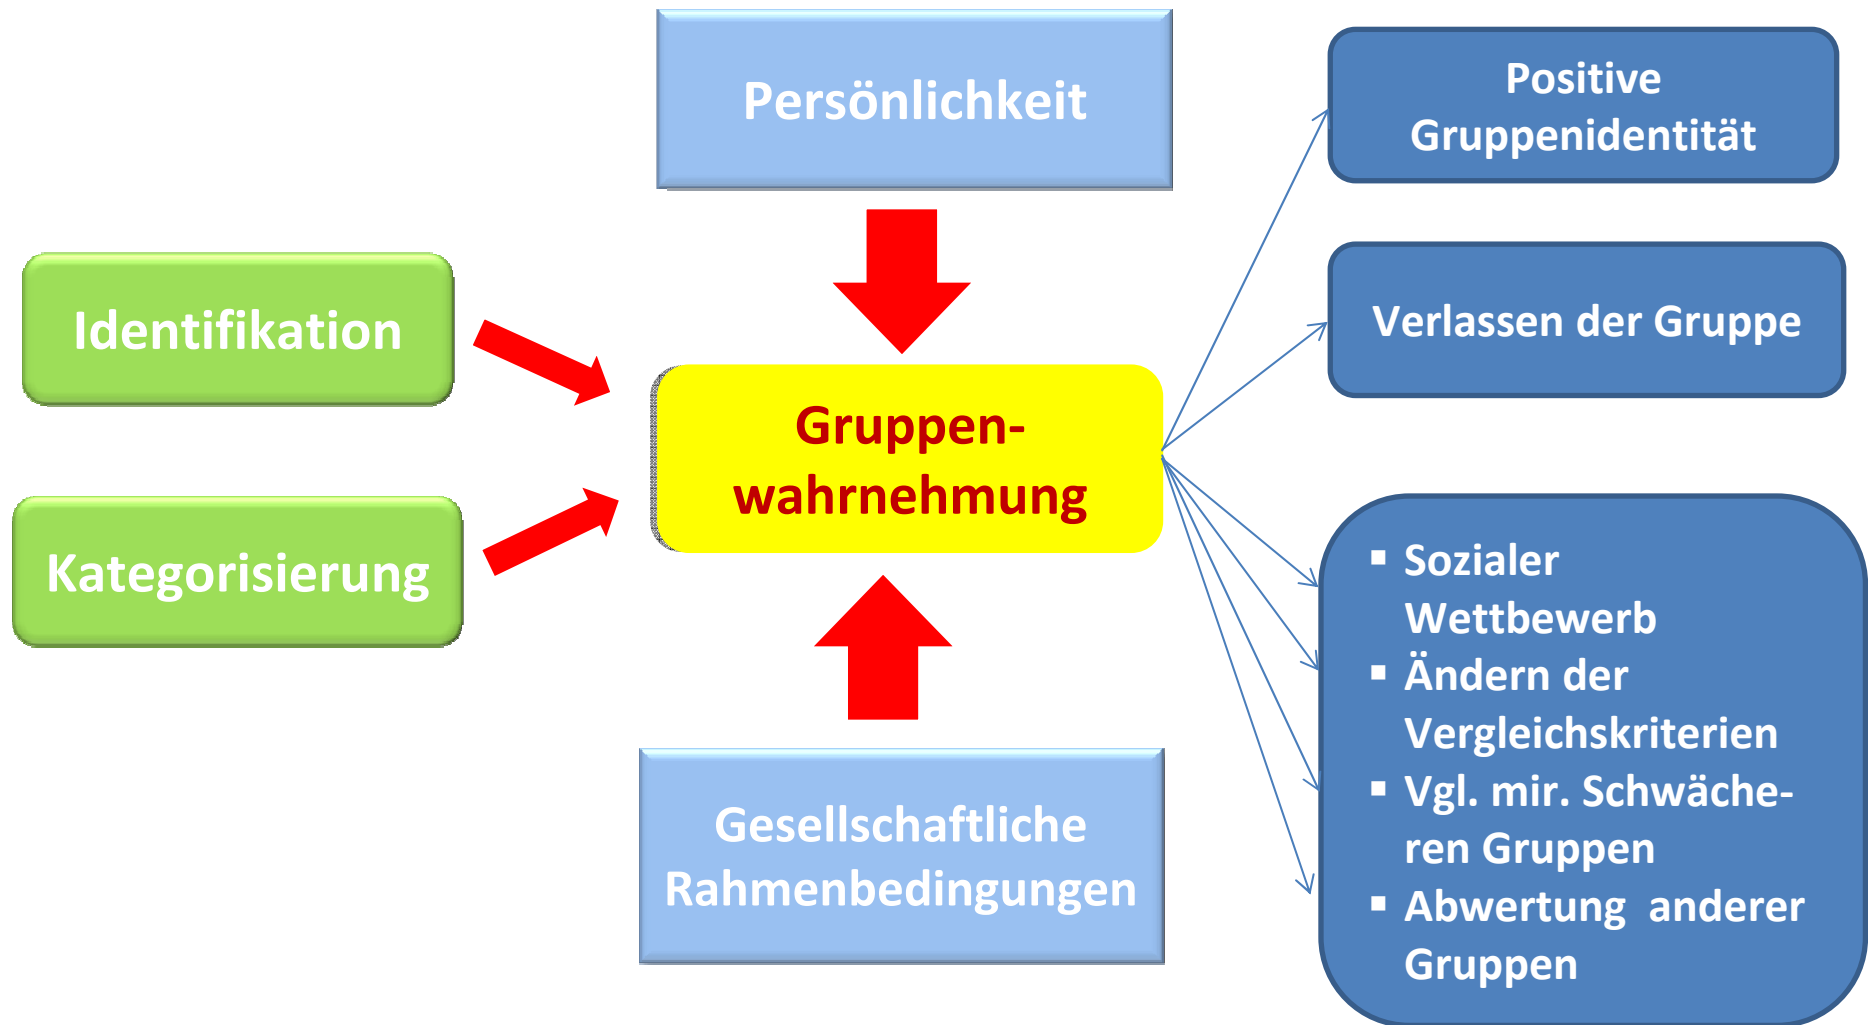 Persönlichkeit
Positive
Gruppenidentität
Identifikation
Verlassen der Gruppe
Gruppen-
wahrnehmung
Kategorisierung
▪ Sozialer
Wettbewerb
▪ Ändern der
Vergleichskriterien
▪ Vgl. mir. Schwäche-
ren Gruppen
▪ Abwertung anderer
Gruppen
Gesellschaftliche
Rahmenbedingungen